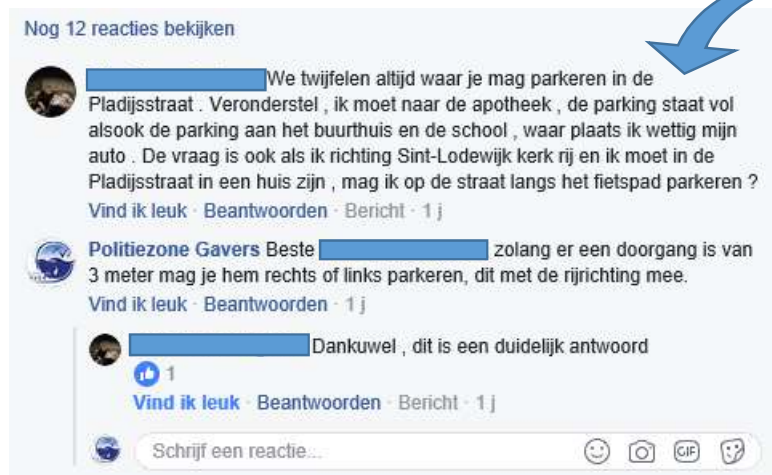 Nog 12 reacties bekijken
We twijfelen altijd waar je mag parkeren in de
Pladijsstraat . Veronderstel , ik moet naar de apotheek , de parking staat vol
alsook de parking aan het buurthuis en de school , waar plaats ik wettig mijn
auto . De vraag is ook als ik richting Sint-Lodewijk kerk rij en ik moet in de
Pladijsstraat in een huis zijn , mag ik op de straat langs het fietspad parkeren ?
Vind ik leuk · Beantwoorden · Bericht · 1 j
Politiezone Gavers Beste zolang er een doorgang is van
3 meter mag je hem rechts of links parkeren, dit met de rijrichting mee.
Vind ik leuk · Beantwoorden · 1 j
Dankuwel , dit is een duidelijk antwoord
1
Vind ik leuk · Beantwoorden · Bericht · 1 j
Schrijf een reactie...
GIF